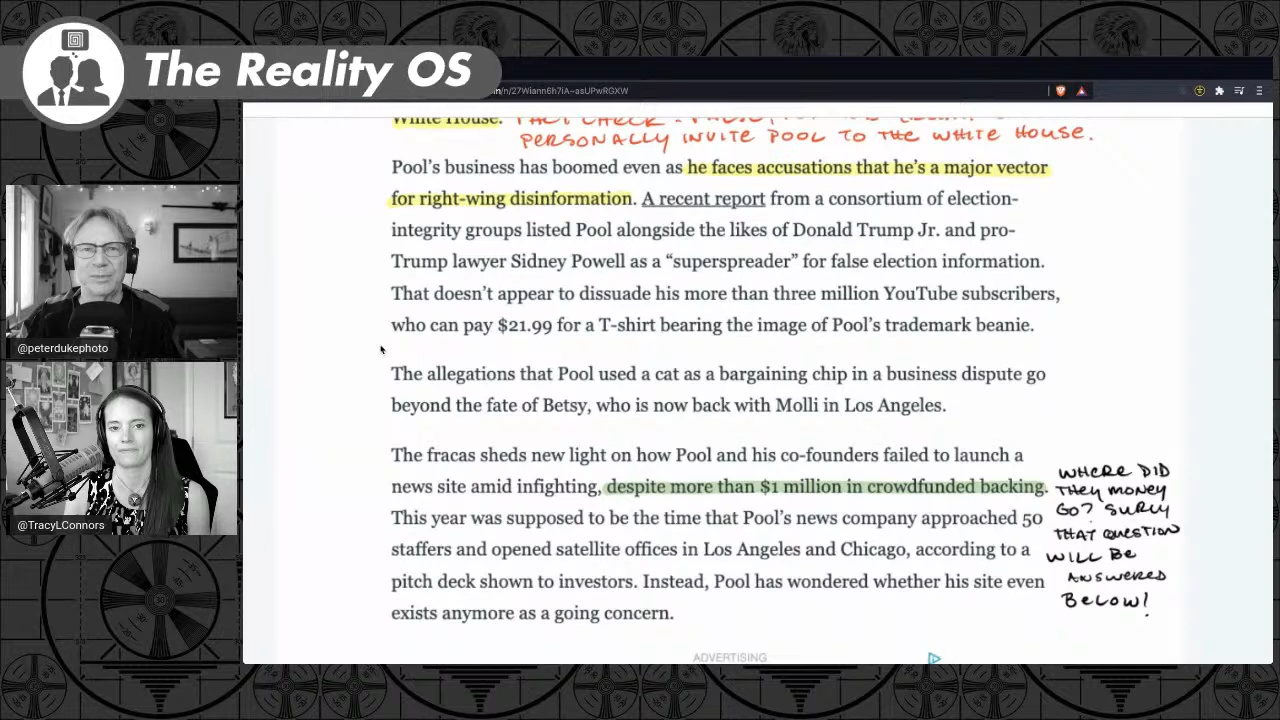 The Reality OS
/n/27Wiann6h7iA-asUPwRGXW
White House. FACT CHECK:
PERSONALLY INVITE POOL TO THE WHITE HOUSE.
Pool's business has boomed even as he faces accusations that he's a major vector
for right-wing disinformation. A recent report from a consortium of election-
integrity groups listed Pool alongside the likes of Donald Trump Jr. and pro-
Trump lawyer Sidney Powell as a “superspreader” for false election information.
That doesn't appear to dissuade his more than three million YouTube subscribers,
who can pay $21.99 for a T-shirt bearing the image of Pool's trademark beanie.
@peterdukephoto
The allegations that Pool used a cat as a bargaining chip in a business dispute go
beyond the fate of Betsy, who is now back with Molli in Los Angeles.
The fracas sheds new light on how Pool and his co-founders failed to launch a
news site amid infighting, despite more than $1 million in crowdfunded backing.
This year was supposed to be the time that Pool's news company approached 50
staffers and opened satellite offices in Los Angeles and Chicago, according to a
pitch deck shown to investors. Instead, Pool has wondered whether his site even
exists anymore as a going concern.
WHERE DID
THEY MONEY
GO? SURLY
THAT QUESTION
WILL BE
ANSWERED
BELOW!
@TracyLConnors
ADVERTISING